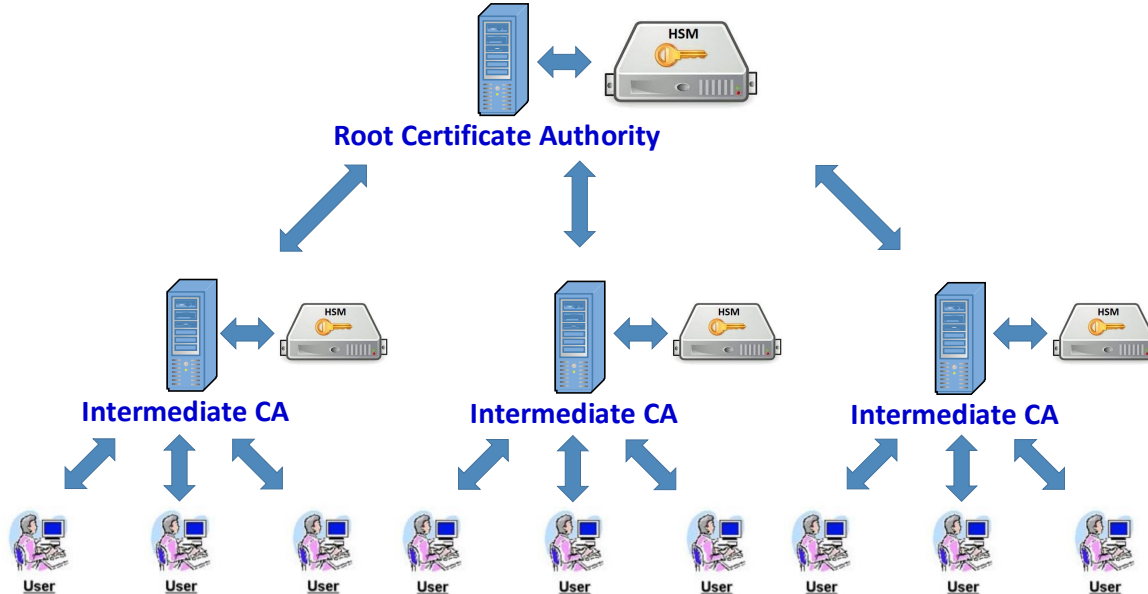 HSM
Root Certificate Authority
HSM
HSM
HSM
Intermediate CA
Intermediate CA
Intermediate CA
User
User
User
User
User
User
User
User
User